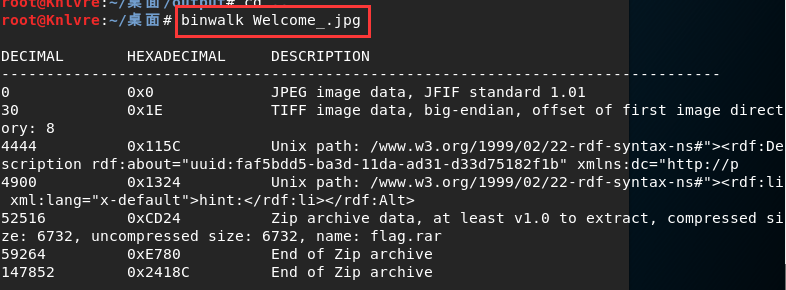 root@Knlvre:~/桌面/output# cd ..
root@Knlvre:~/桌面# binwalk Welcome_.jpg
DECIMAL       HEXADECIMAL     DESCRIPTION
--------------------------------------------------------------------------------
0             0x0             JPEG image data, JFIF standard 1.01
30            0x1E            TIFF image data, big-endian, offset of first image direct
ory: 8
4444          0x115C          Unix path: /www.w3.org/1999/02/22-rdf-syntax-ns#"><rdf:De
scription rdf:about="uuid:faf5bdd5-ba3d-11da-ad31-d33d75182f1b" xmlns:dc="http://p
4900          0x1324          Unix path: /www.w3.org/1999/02/22-rdf-syntax-ns#"><rdf:li
 xml:lang="x-default">hint:</rdf:li></rdf:Alt>
52516         0xCD24          Zip archive data, at least v1.0 to extract, compressed si
ze: 6732, uncompressed size: 6732, name: flag.rar
59264         0xE780          End of Zip archive
147852        0x2418C         End of Zip archive